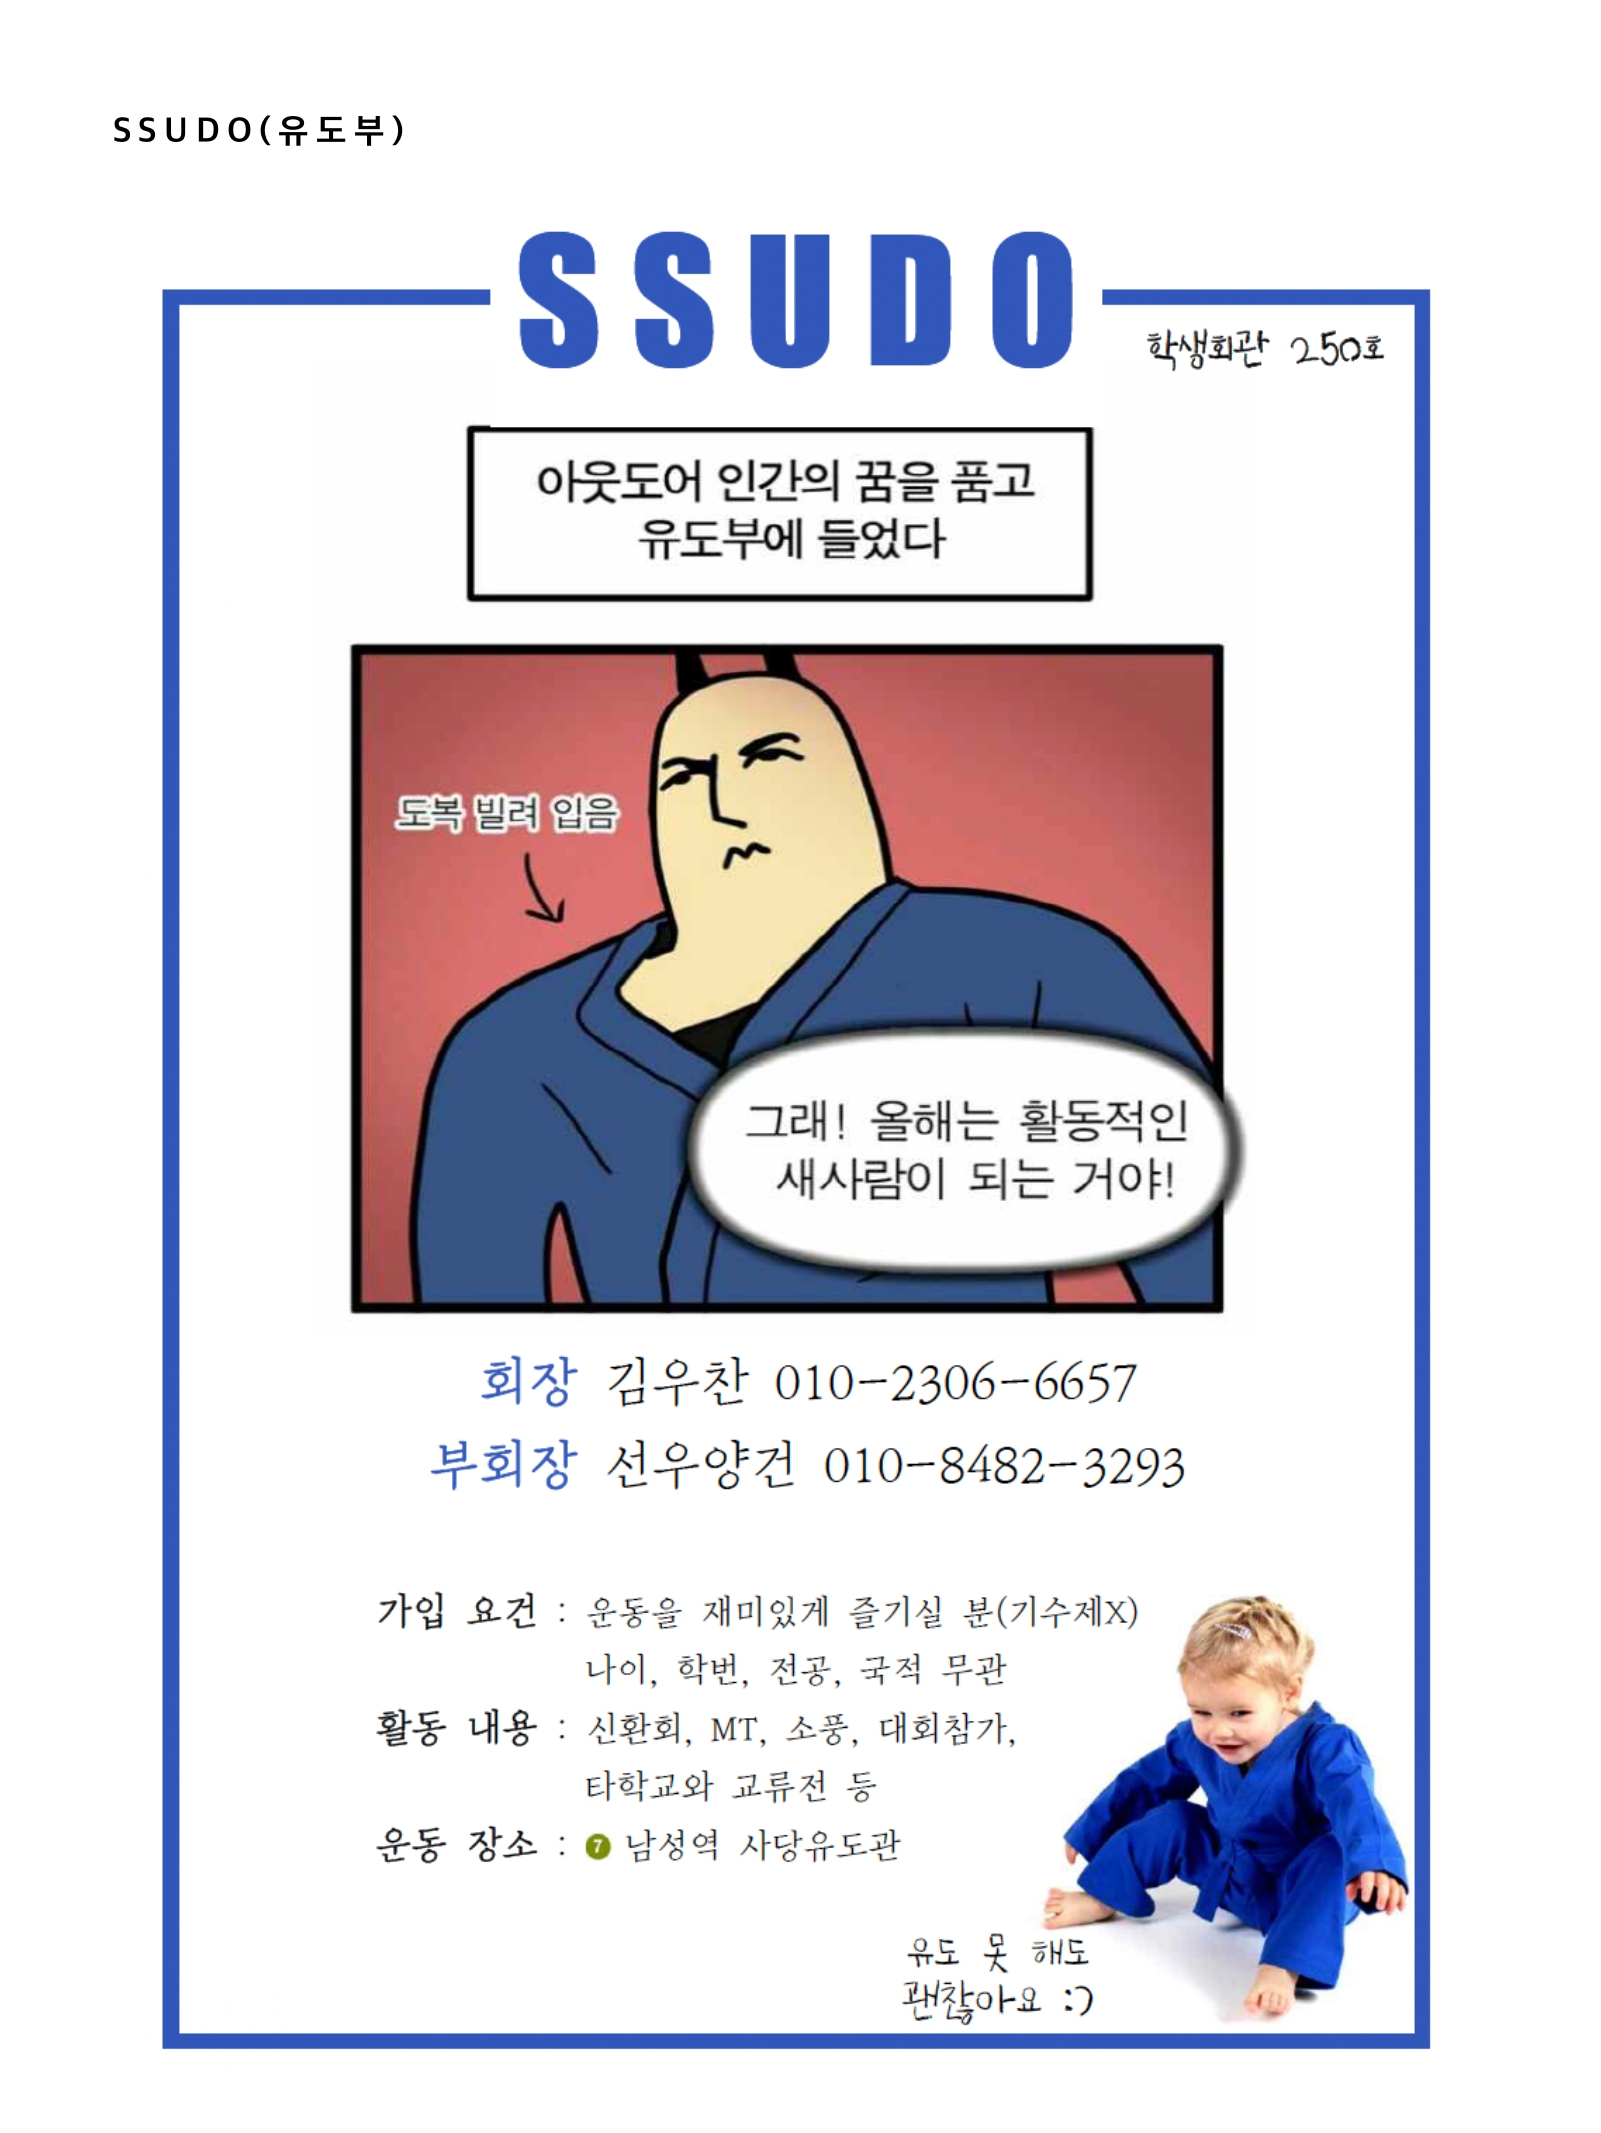 SSUDO(유도부)
SSUDO
학생회관 250호
아웃도어 인간의 꿈을 품고
유도부에 들었다
도복 빌려 입음
그래! 올해는 활동적인
새사람이 되는 거야!
회장 김우찬 010-2306-6657
부회장 선우양건 010-8482-3293
가입 요건 : 운동을 재미있게 즐기실 분(기수제X)
나이, 학번, 전공, 국적 무관
활동 내용 : 신환회, MT, 소풍, 대회참가,
타학교와 교류전 등
운동 장소 : 7 남성역 사당유도관
유도 못 해도
괜찮아요 :)